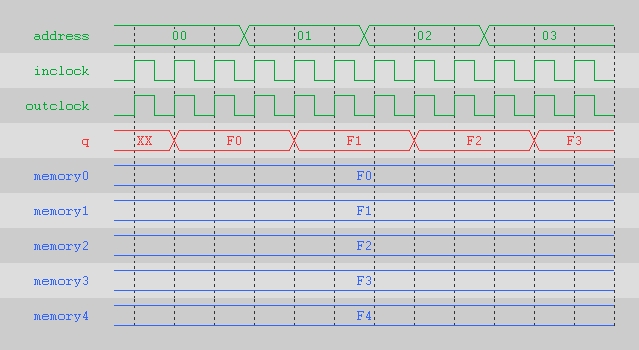 address 00 01 02 03
inclock
outclock
q XX F0 F1 F2 F3
memory0 F0
memory1 F1
memory2 F2
memory3 F3
memory4 F4